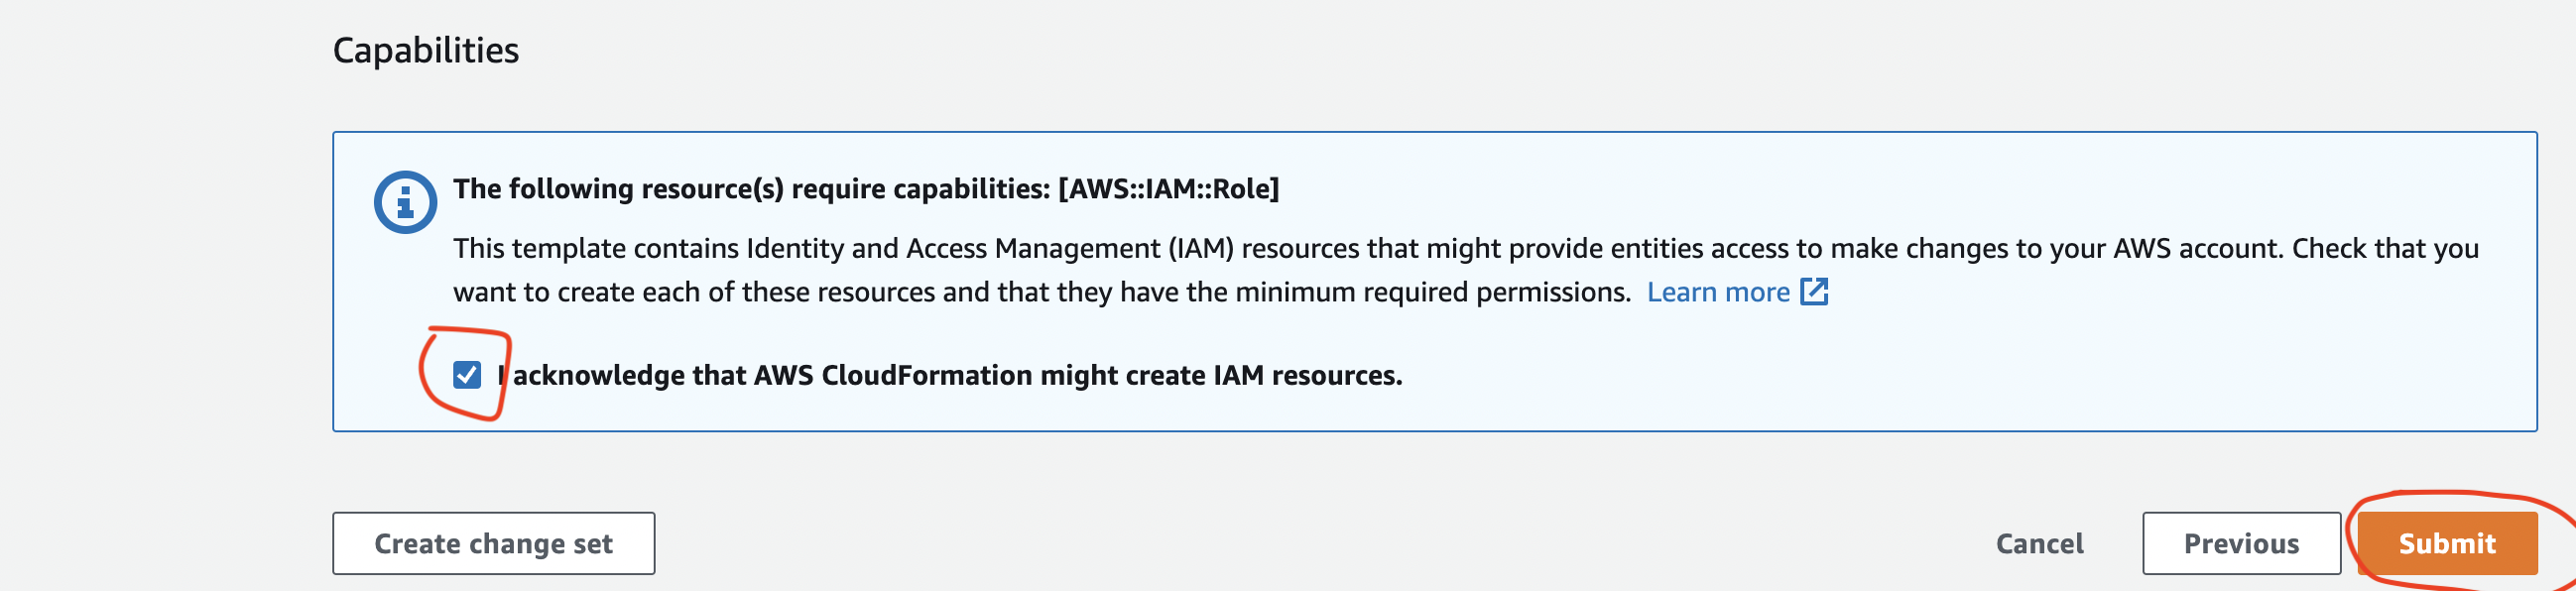 Capabilities
The following resource(s) require capabilities: [AWS::IAM::Role]
This template contains Identity and Access Management (IAM) resources that might provide entities access to make changes to your AWS account. Check that you
want to create each of these resources and that they have the minimum required permissions. Learn more
I acknowledge that AWS CloudFormation might create IAM resources.
Create change set
Cancel
Previous
Submit